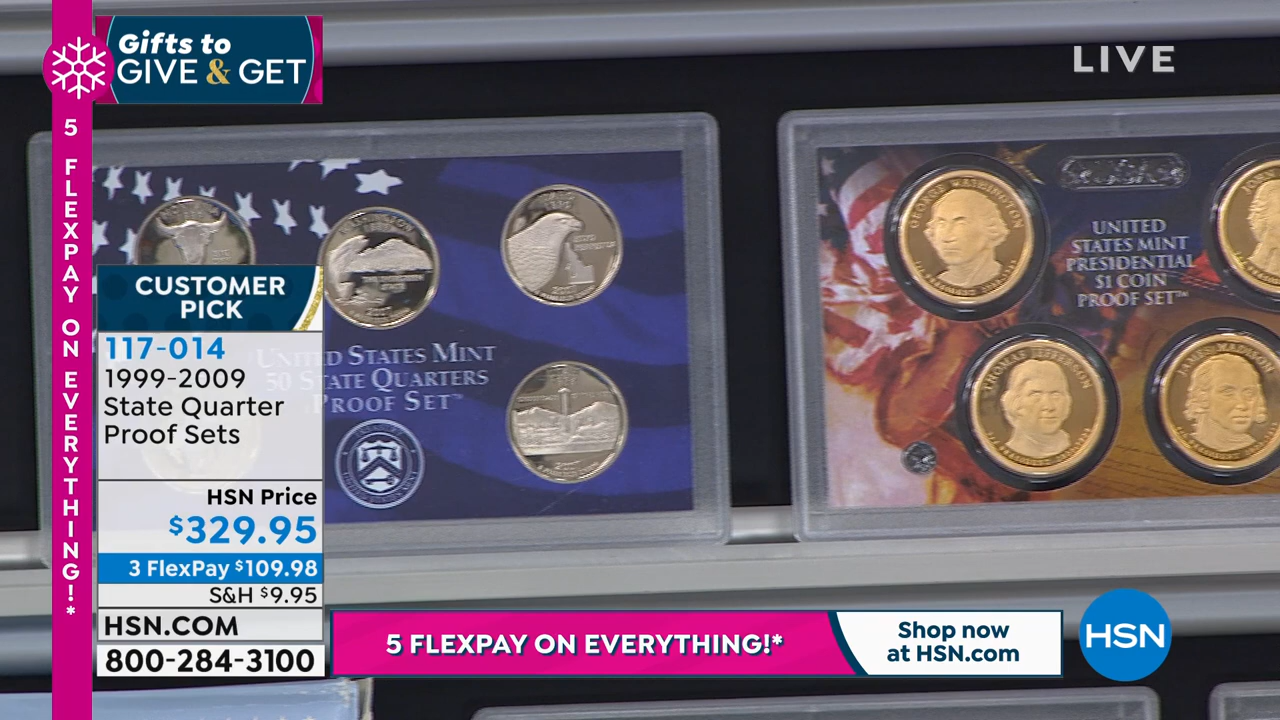 Gifts to
GIVE & GET
LIVE
5 FLEXPAY ON EVERYTHING!*
CUSTOMER
PICK
117-014
1999-2009
State Quarter
Proof Sets
HSN Price
$329.95
3 FlexPay $109.98
S&H $9.95
HSN.COM
800-284-3100
UNITED STATES MINT
50 STATE QUARTERS
PROOF SET™
2007
2007
GEORGE WASHINGTON
JOHN
UNITED
STATES MINT
PRESIDENTIAL
$1 COIN
PROOF SET™
THOMAS JEFFERSON
JAMES MADISON
5 FLEXPAY ON EVERYTHING!*
Shop now
at HSN.com
HSN